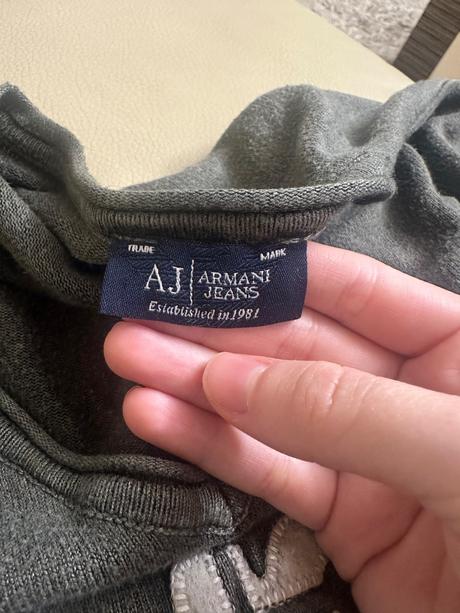 TRADE MARK
AJ ARMANI
JEANS
Established in 1981